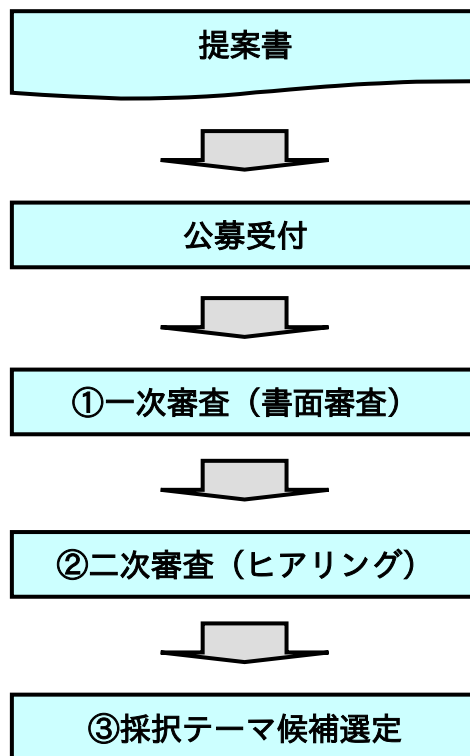 提案書
公募受付
①一次審査（書面審査）
②二次審査（ヒアリング）
③採択テーマ候補選定